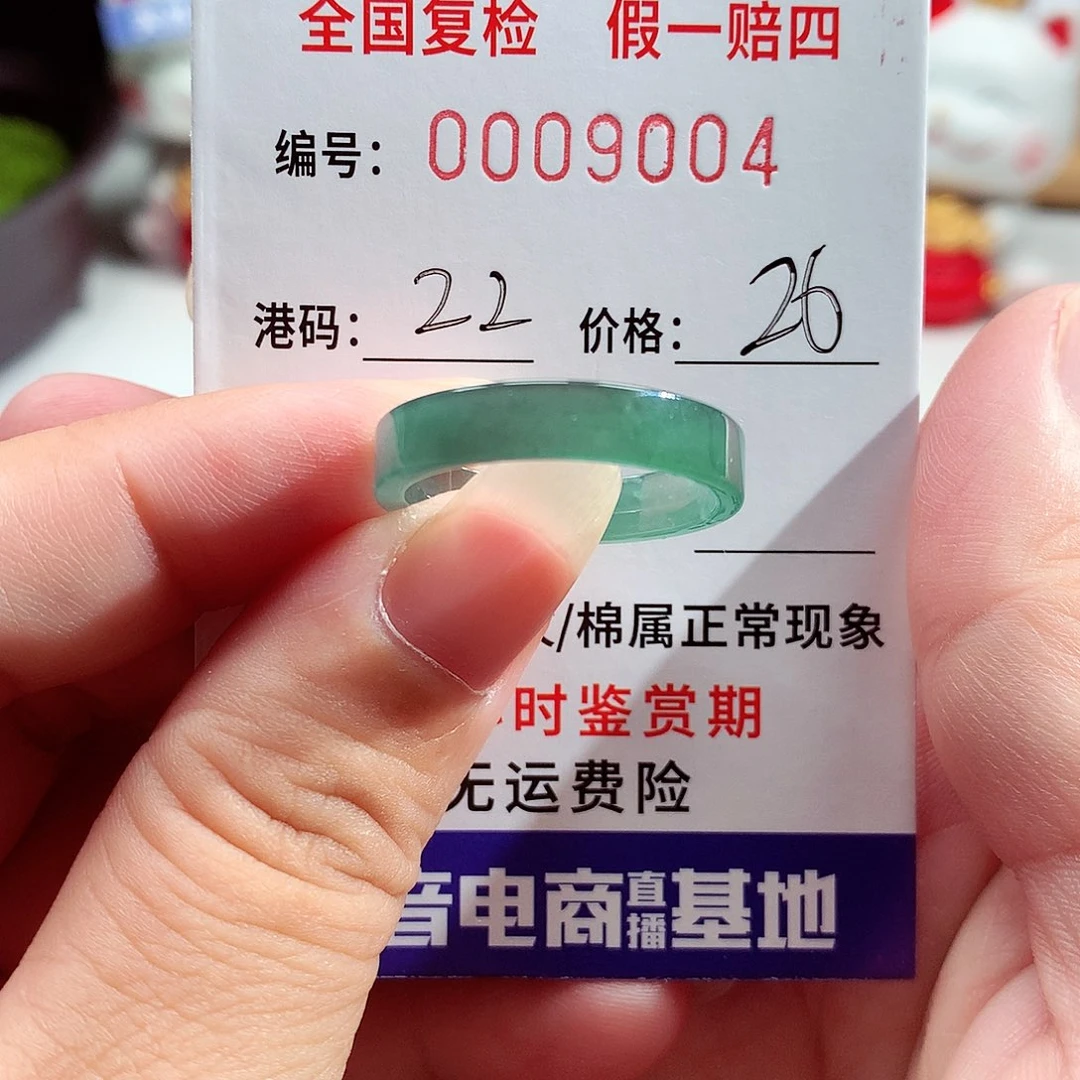 全国复检 假一赔四
编号: 0009004
港码: 22 价格: 26
/棉属正常现象
时鉴赏期
无运费险
音电商直播基地